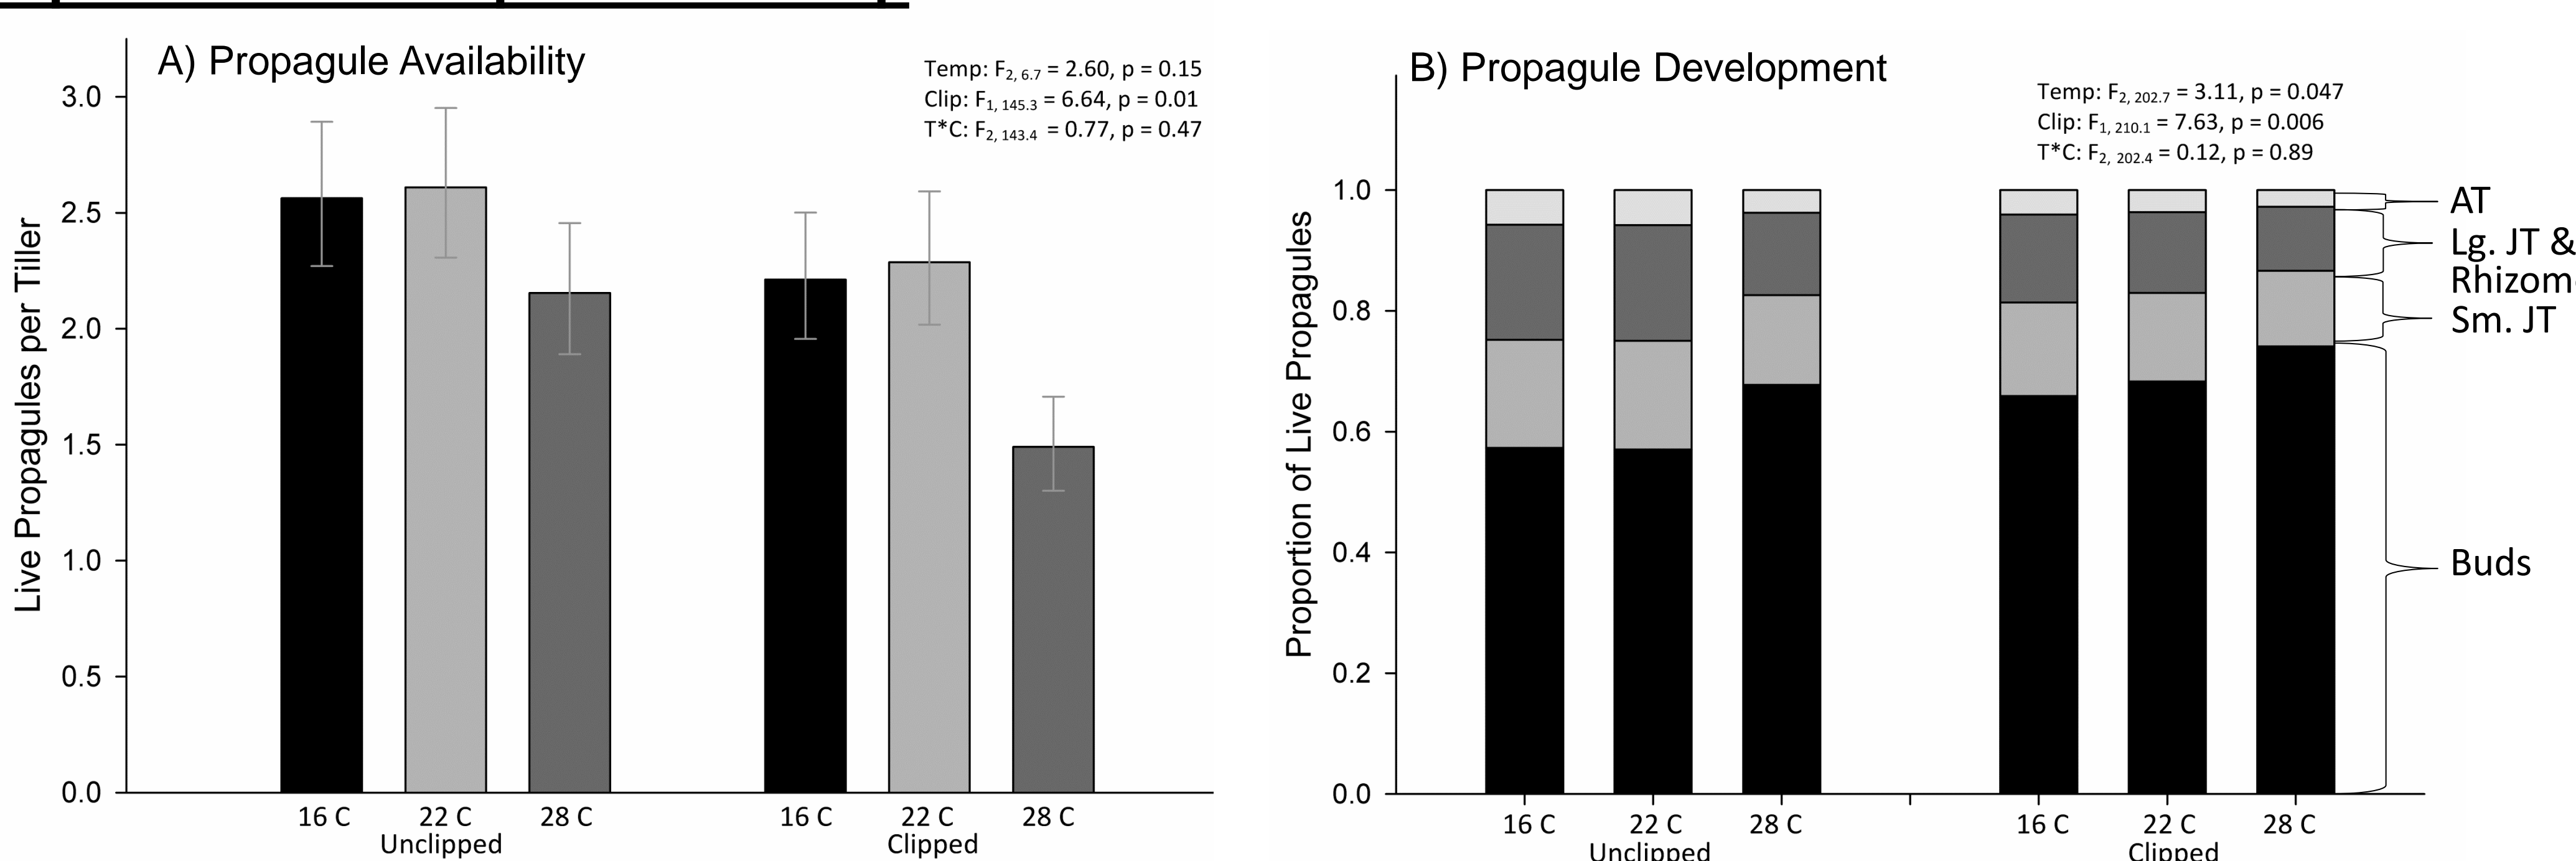 A) Propagule Availability
Temp: F2, 6.7 = 2.60, p = 0.15
Clip: F1, 145.3 = 6.64, p = 0.01
T*C: F2, 143.4 = 0.77, p = 0.47
Live Propagules per Tiller
3.0
2.5
2.0
1.5
1.0
0.5
0.0
16 C 22 C 28 C 16 C 22 C 28 C
Unclipped Clipped
B) Propagule Development
Temp: F2, 202.7 = 3.11, p = 0.047
Clip: F1, 210.1 = 7.63, p = 0.006
T*C: F2, 202.4 = 0.12, p = 0.89
Proportion of Live Propagules
1.0
0.8
0.6
0.4
0.2
0.0
AT
Lg. JT &
Rhizom
Sm. JT
Buds
16 C 22 C 28 C 16 C 22 C 28 C
Unclipped Clipped